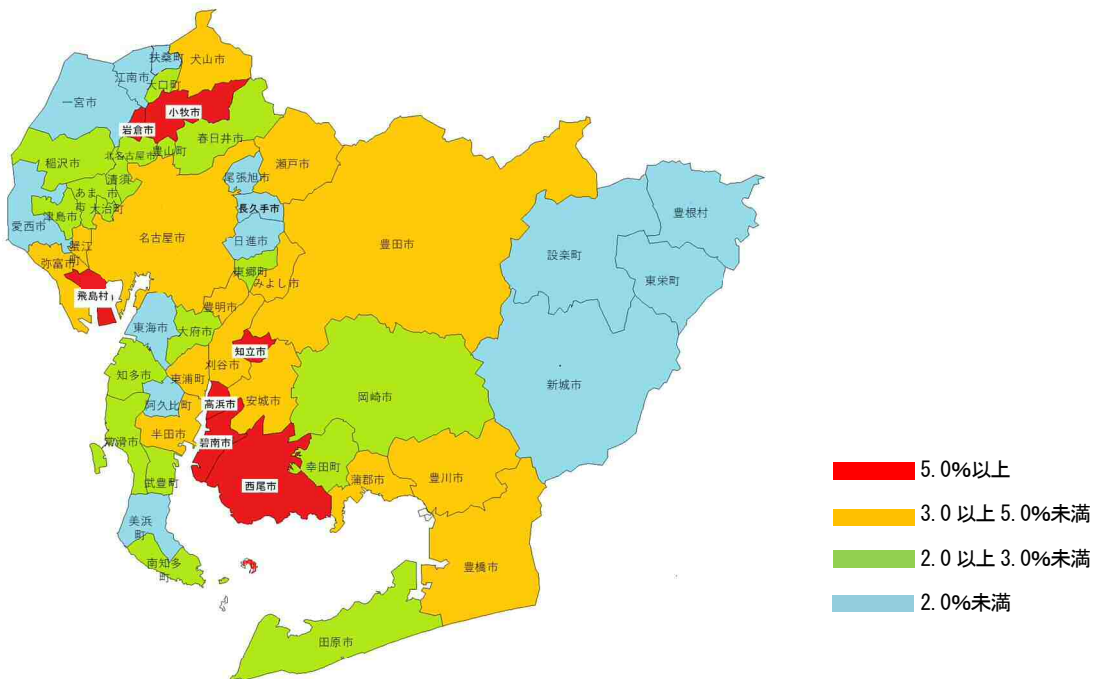 扶桑町
犬山市
江南市
大口町
一宮市
小牧市
岩倉市
春日井市
北名古屋市
豊山町
稲沢市
瀬戸市
清須
市
尾張旭市
あま
市
大治町
津島市
長久手市
豊根村
愛西市
名古屋市
日進市
豊田市
設楽町
蟹江
町
弥富市
東郷町
みよし市
東栄町
飛島村
豊明市
東海市
大府市
知立市
刈谷市
知多市
東浦町
新城市
岡崎市
阿久比町
高浜市
安城市
半田市
碧南市
常滑市
幸田町
武豊町
西尾市
蒲郡市
豊川市
美浜
町
南知多
町
豊橋市
田原市
5.0%以上
3.0以上5.0%未満
2.0以上3.0%未満
2.0%未満